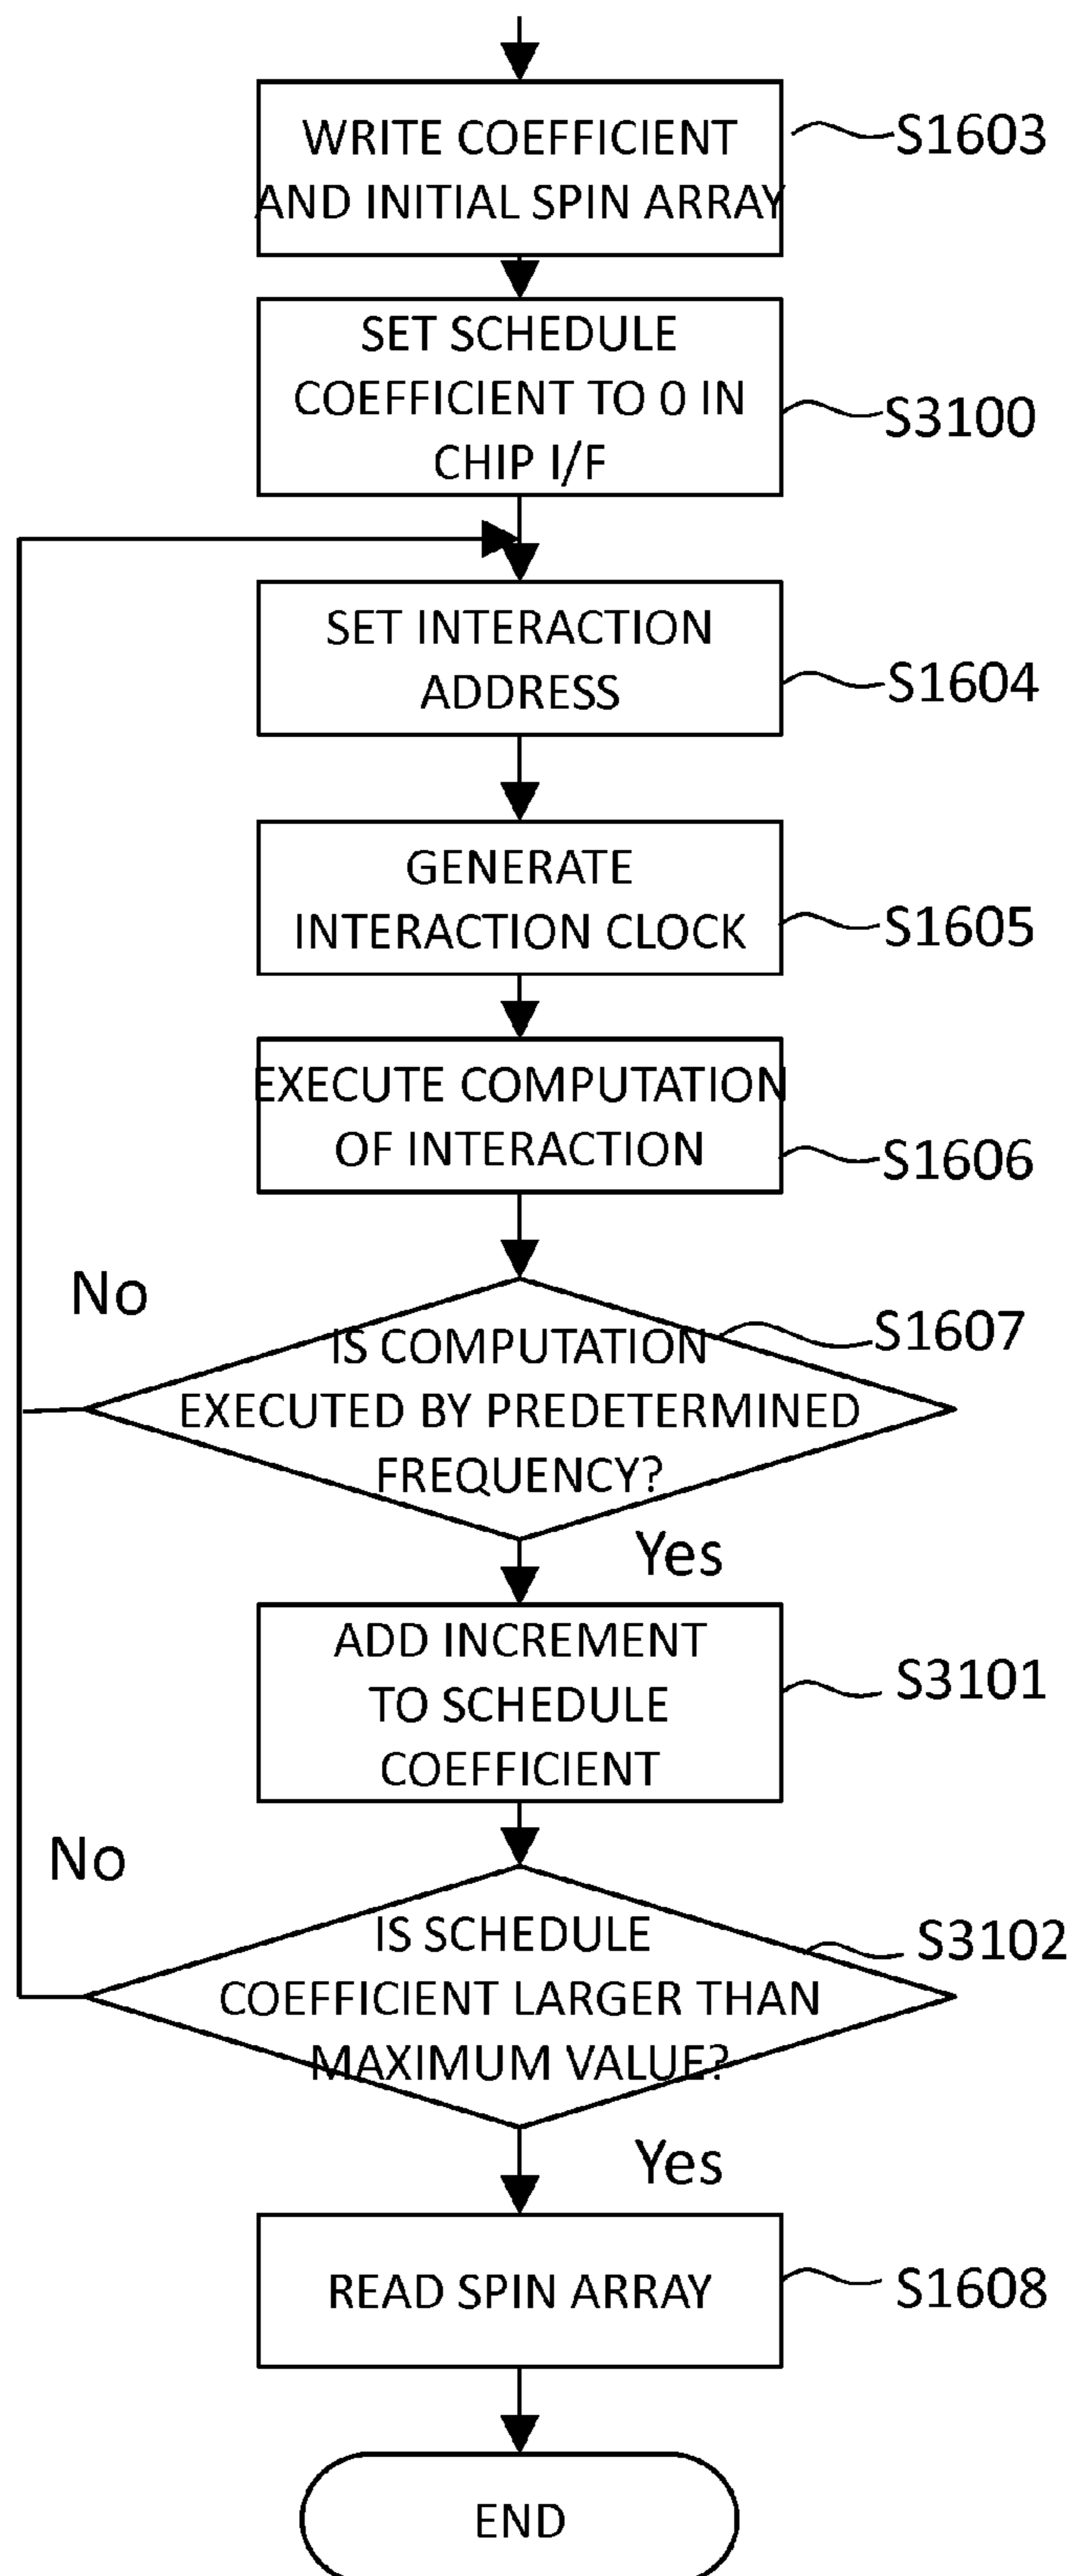 WRITE COEFFICIENT
AND INITIAL SPIN ARRAY
S1603
SET SCHEDULE
COEFFICIENT TO 0 IN
CHIP I/F
S3100
SET INTERACTION
ADDRESS
S1604
GENERATE
INTERACTION CLOCK
S1605
EXECUTE COMPUTATION
OF INTERACTION
S1606
No
IS COMPUTATION
EXECUTED BY PREDETERMINED
FREQUENCY?
S1607
Yes
ADD INCREMENT
TO SCHEDULE
COEFFICIENT
S3101
No
IS SCHEDULE
COEFFICIENT LARGER THAN
MAXIMUM VALUE?
S3102
Yes
READ SPIN ARRAY
S1608
END